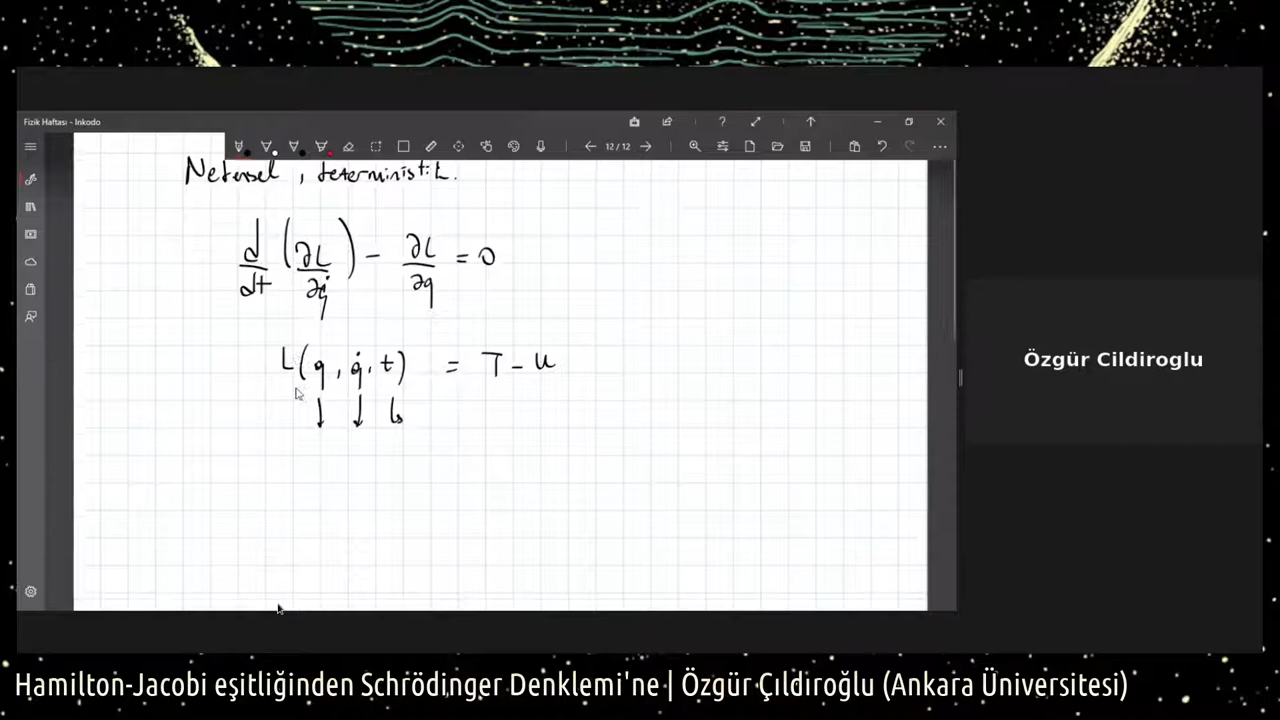 Fizik Haftası - Inkodo
12/12
Nedensel, deterministik.
d/dt (∂L/∂q̇) - ∂L/∂q = 0
L(q, q̇, t) = T - U
Özgür Cildiroglu
Hamilton-Jacobi eşitliğinden Schrödinger Denklemi'ne | Özgür Çıldıroğlu (Ankara Üniversitesi)